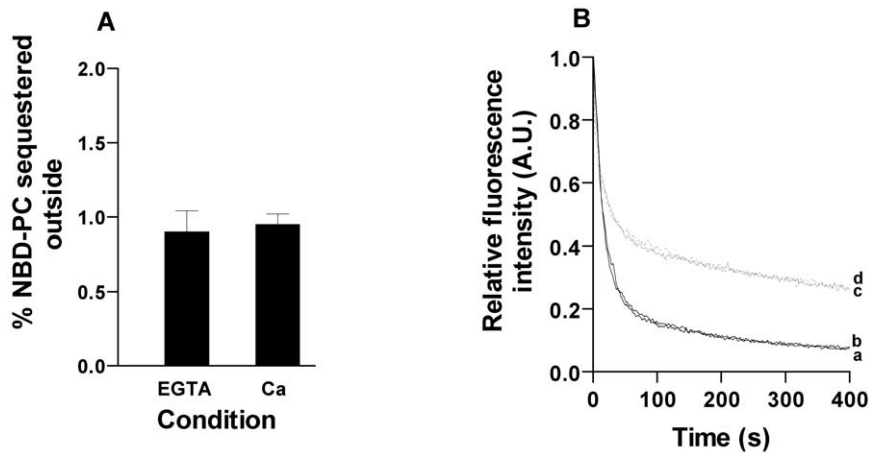 A
% NBD-PC sequestered
outside
2.0
1.5
1.0
0.5
0.0
EGTA Ca
Condition
B
Relative fluorescence
intensity (A.U.)
1.0
0.8
0.6
0.4
0.2
0.0
d
c
b
a
0 100 200 300 400
Time (s)